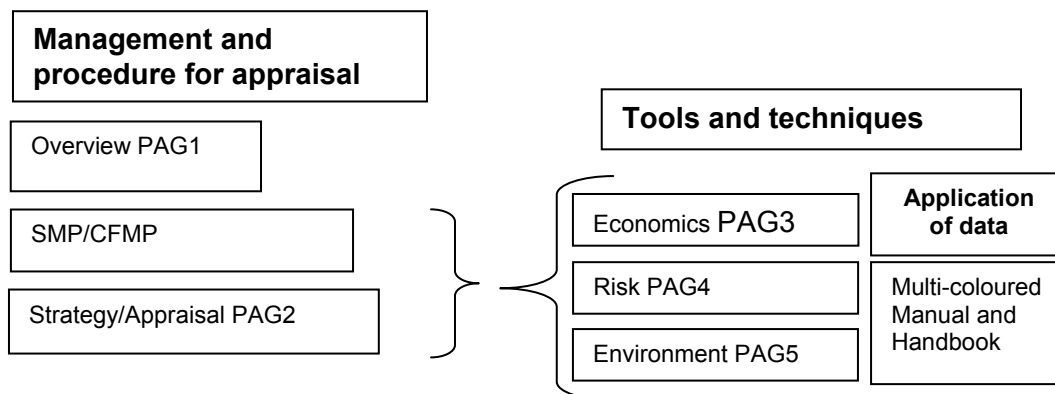 Management and
procedure for appraisal
Overview PAG1
SMP/CFMP
Strategy/Appraisal PAG2
Tools and techniques
Economics PAG3
Risk PAG4
Environment PAG5
Application
of data
Multi-coloured
Manual and
Handbook